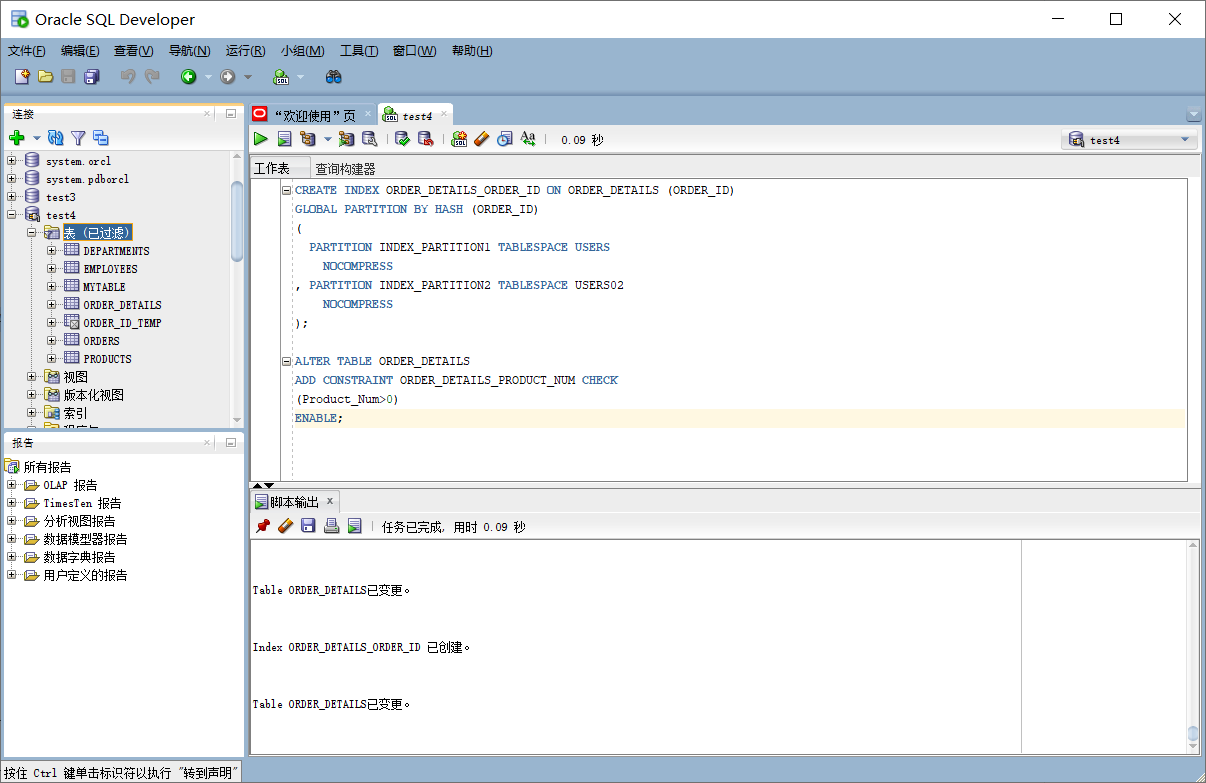 Oracle SQL Developer
文件(F) 编辑(E) 查看(V) 导航(N) 运行(R) 小组(M) 工具(T) 窗口(W) 帮助(H)
连接
system.orcl
system.pdborcl
test3
test4
表 (已过滤)
DEPARTMENTS
EMPLOYEES
MYTABLE
ORDER_DETAILS
ORDER_ID_TEMP
ORDERS
PRODUCTS
视图
版本化视图
索引
报告
所有报告
OLAP 报告
TimesTen 报告
分析视图报告
数据模型器报告
数据字典报告
用户定义的报告
“欢迎使用”页 test4
0.09 秒 test4
工作表 查询构建器
CREATE INDEX ORDER_DETAILS_ORDER_ID ON ORDER_DETAILS (ORDER_ID)
GLOBAL PARTITION BY HASH (ORDER_ID)
(
PARTITION INDEX_PARTITION1 TABLESPACE USERS
NOCOMPRESS
, PARTITION INDEX_PARTITION2 TABLESPACE USERS02
NOCOMPRESS
);
ALTER TABLE ORDER_DETAILS
ADD CONSTRAINT ORDER_DETAILS_PRODUCT_NUM CHECK
(Product_Num>0)
ENABLE;
脚本输出
任务已完成, 用时 0.09 秒
Table ORDER_DETAILS已变更。
Index ORDER_DETAILS_ORDER_ID 已创建。
Table ORDER_DETAILS已变更。
按住 Ctrl 键单击标识符以执行 "转到声明"